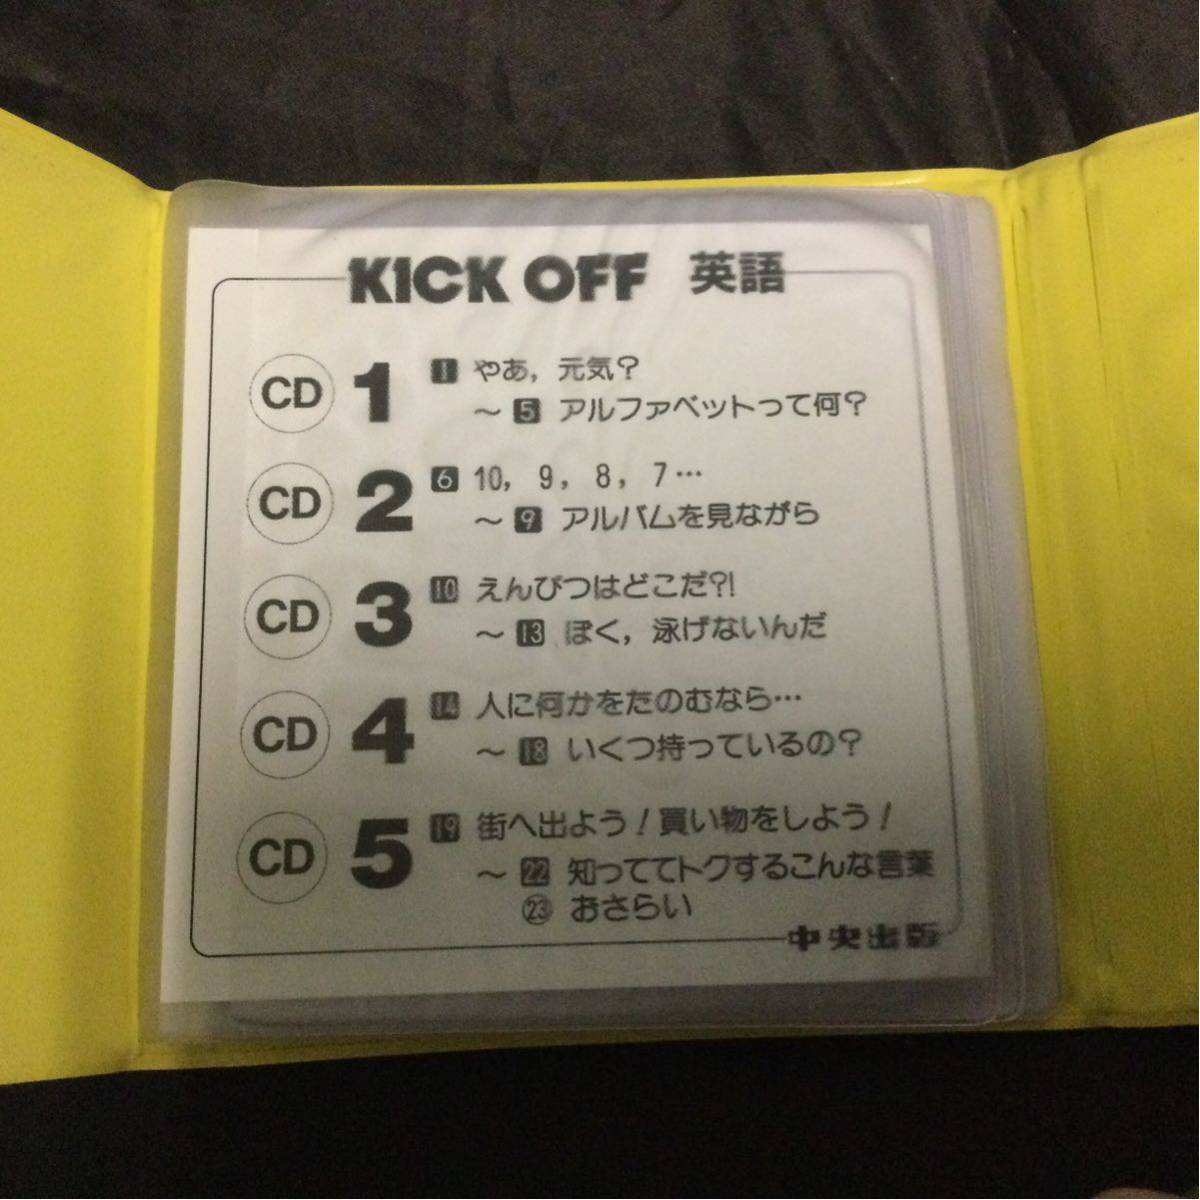 KICK OFF 英語
CD 1 1 やあ，元気？
～ 5 アルファベットって何？
CD 2 6 10，9，8，7…
～ 9 アルバムを見ながら
CD 3 10 えんぴつはどこだ?!
～ 13 ぼく，泳げないんだ
CD 4 14 人に何かをたのむなら…
～ 18 いくつ持っているの？
CD 5 19 街へ出よう！買い物をしよう！
～ 22 知っててトクするこんな言葉
㉓ おさらい
中央出版